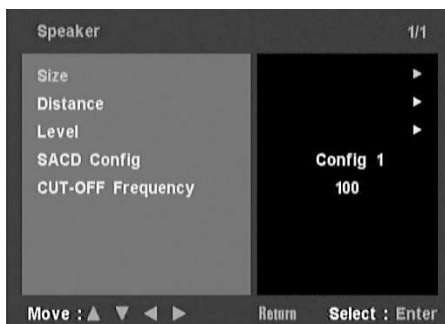 Speaker 1/1
Size ▶
Distance ▶
Level ▶
SACD Config Config 1
CUT-OFF Frequency 100
Move : ▲ ▼ ◀ ▶ Return Select : Enter